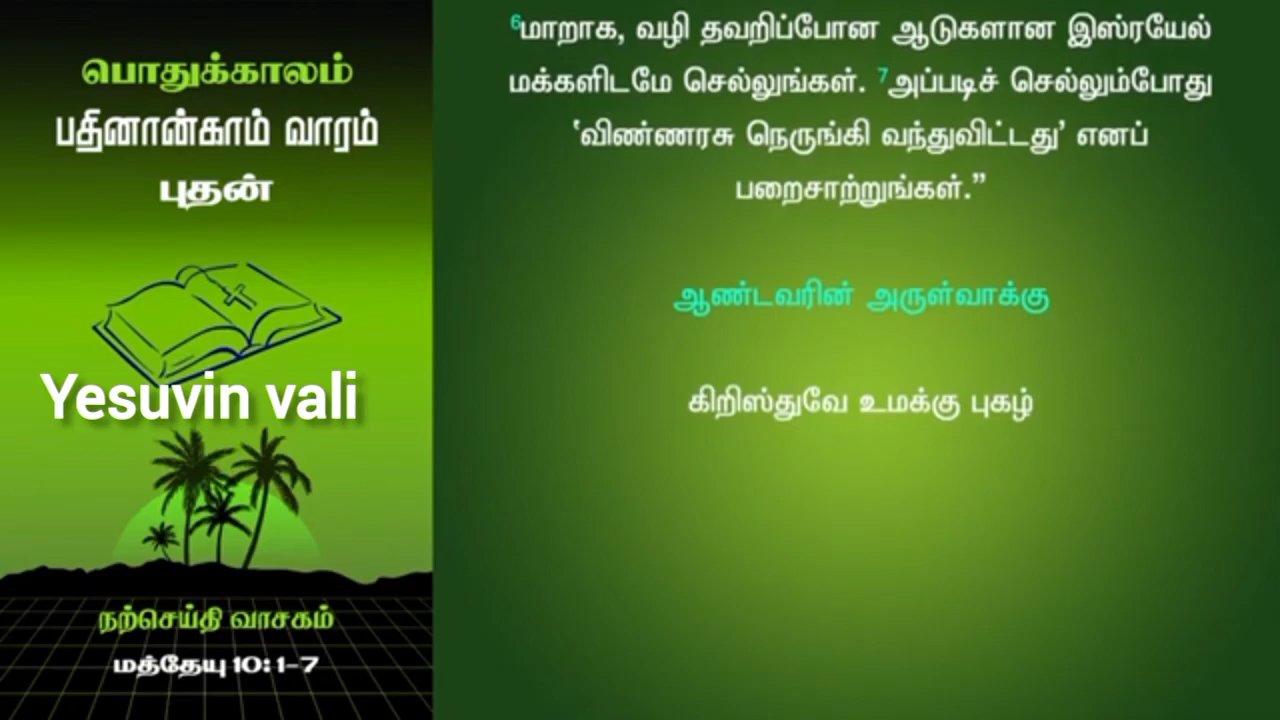 பொதுக்காலம்
பதினான்காம் வாரம்
புதன்
Yesuvin vali
நற்செய்தி வாசகம்
மத்தேயு 10: 1-7
6மாறாக, வழி தவறிப்போன ஆடுகளான இஸ்ரயேல்
மக்களிடமே செல்லுங்கள். 7அப்படிச் செல்லும்போது
‘விண்ணரசு நெருங்கி வந்துவிட்டது’ எனப்
பறைசாற்றுங்கள்.”
ஆண்டவரின் அருள்வாக்கு
கிறிஸ்துவே உமக்கு புகழ்